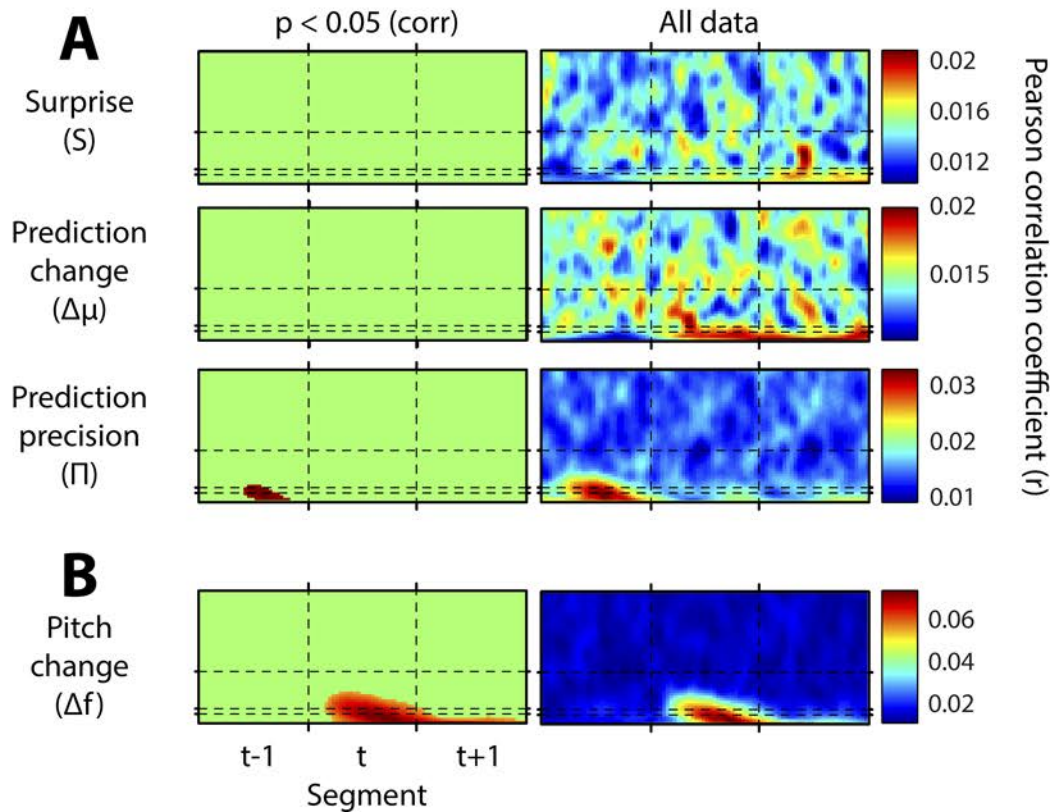 A
p < 0.05 (corr)
All data
Surprise
(S)
0.02
0.016
0.012
Prediction
change
(Δμ)
0.02
0.015
Prediction
precision
(Π)
0.03
0.02
0.01
Pearson correlation coefficient (r)
B
Pitch
change
(Δf)
0.06
0.04
0.02
t-1
t
t+1
Segment